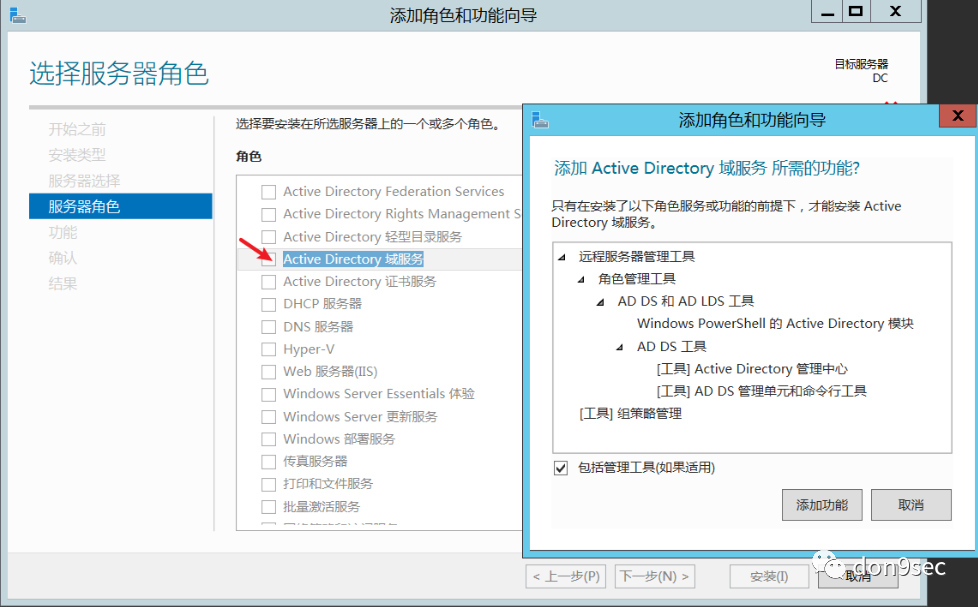 添加角色和功能向导
选择服务器角色
目标服务器
DC
开始之前
安装类型
服务器选择
服务器角色
功能
确认
结果
选择要安装在所选服务器上的一个或多个角色。
角色
Active Directory Federation Services
Active Directory Rights Management S
Active Directory 轻型目录服务
Active Directory 域服务
Active Directory 证书服务
DHCP 服务器
DNS 服务器
Hyper-V
Web 服务器(IIS)
Windows Server Essentials 体验
Windows Server 更新服务
Windows 部署服务
传真服务器
打印和文件服务
批量激活服务
添加角色和功能向导
添加 Active Directory 域服务 所需的功能?
只有在安装了以下角色服务或功能的前提下，才能安装 Active
Directory 域服务。
远程服务器管理工具
角色管理工具
AD DS 和 AD LDS 工具
Windows PowerShell 的 Active Directory 模块
AD DS 工具
[工具] Active Directory 管理中心
[工具] AD DS 管理单元和命令行工具
[工具] 组策略管理
包括管理工具(如果适用)
添加功能
取消
< 上一步(P)
下一步(N) >
安装(I)
取消
don9sec